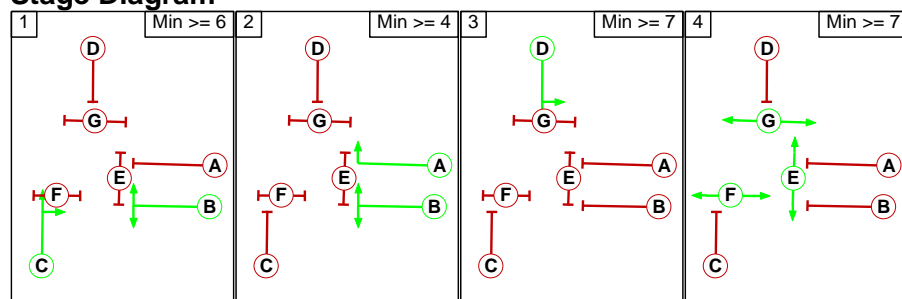 Stage Diagram
1 Min >= 6 2 Min >= 4 3 Min >= 7 4 Min >= 7
D D D D
G G G G
A A A A
E E E E
F F F F
B B B B
C C C C